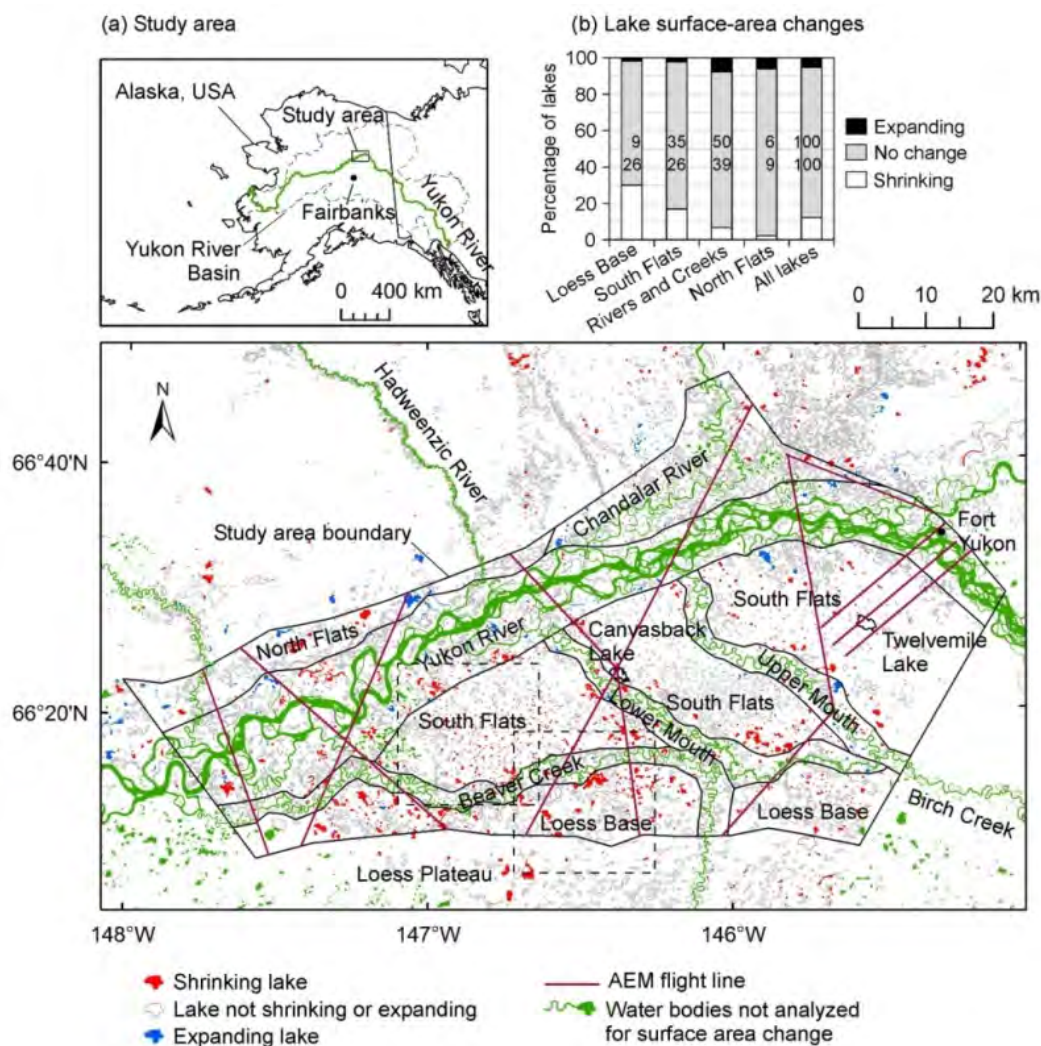 (a) Study area
Alaska, USA
Study area
Fairbanks
Yukon River
Yukon River
Basin
0 400 km
(b) Lake surface-area changes
Percentage of lakes
100
80
60
40
20
0
9
26
35
26
50
39
6
9
100
100
Loess Base
South Flats
Rivers and Creeks
North Flats
All lakes
Expanding
No change
Shrinking
0 10 20 km
N
66°40'N
66°20'N
148°W
147°W
146°W
Hadweenzic River
Study area boundary
Chandalar River
Fort
Yukon
North Flats
Yukon River
South Flats
Canvasback
Lake
Twelvemile
Lake
Upper Mouth
South Flats
South Flats
Lower Mouth
Beaver Creek
Loess Base
Loess Base
Birch Creek
Loess Plateau
Shrinking lake
Lake not shrinking or expanding
Expanding lake
AEM flight line
Water bodies not analyzed
for surface area change